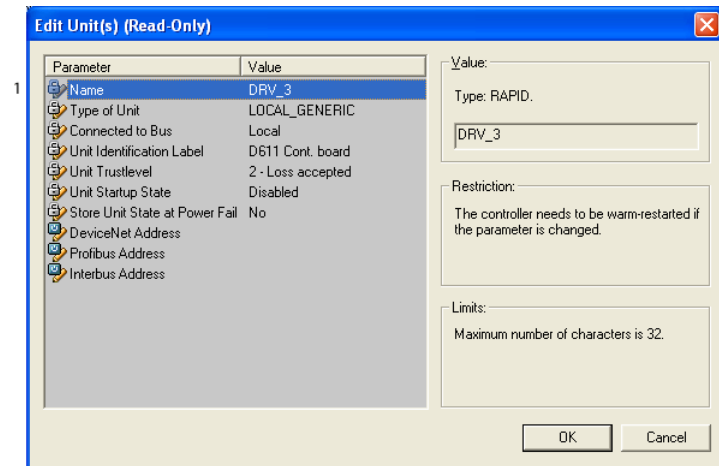 Edit Unit(s) (Read-Only)
1
Parameter Value
Name DRV_3
Type of Unit LOCAL_GENERIC
Connected to Bus Local
Unit Identification Label D611 Cont. board
Unit Trustlevel 2 - Loss accepted
Unit Startup State Disabled
Store Unit State at Power Fail No
DeviceNet Address
Profibus Address
Interbus Address
Value:
Type: RAPID.
DRV_3
Restriction:
The controller needs to be warm-restarted if
the parameter is changed.
Limits:
Maximum number of characters is 32.
OK Cancel